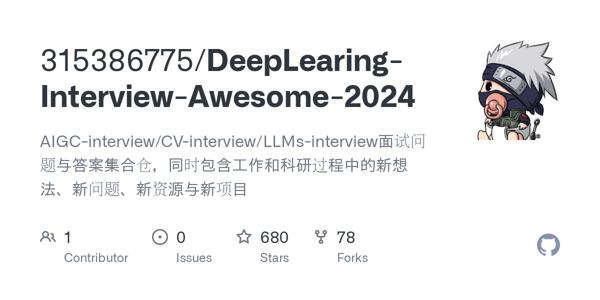 315386775/DeepLearing-
Interview-Awesome-2024
AIGC-interview/CV-interview/LLMs-interview面试问
题与答案集合仓，同时包含工作和科研过程中的新想
法、新问题、新资源与新项目
1
Contributor
0
Issues
680
Stars
78
Forks